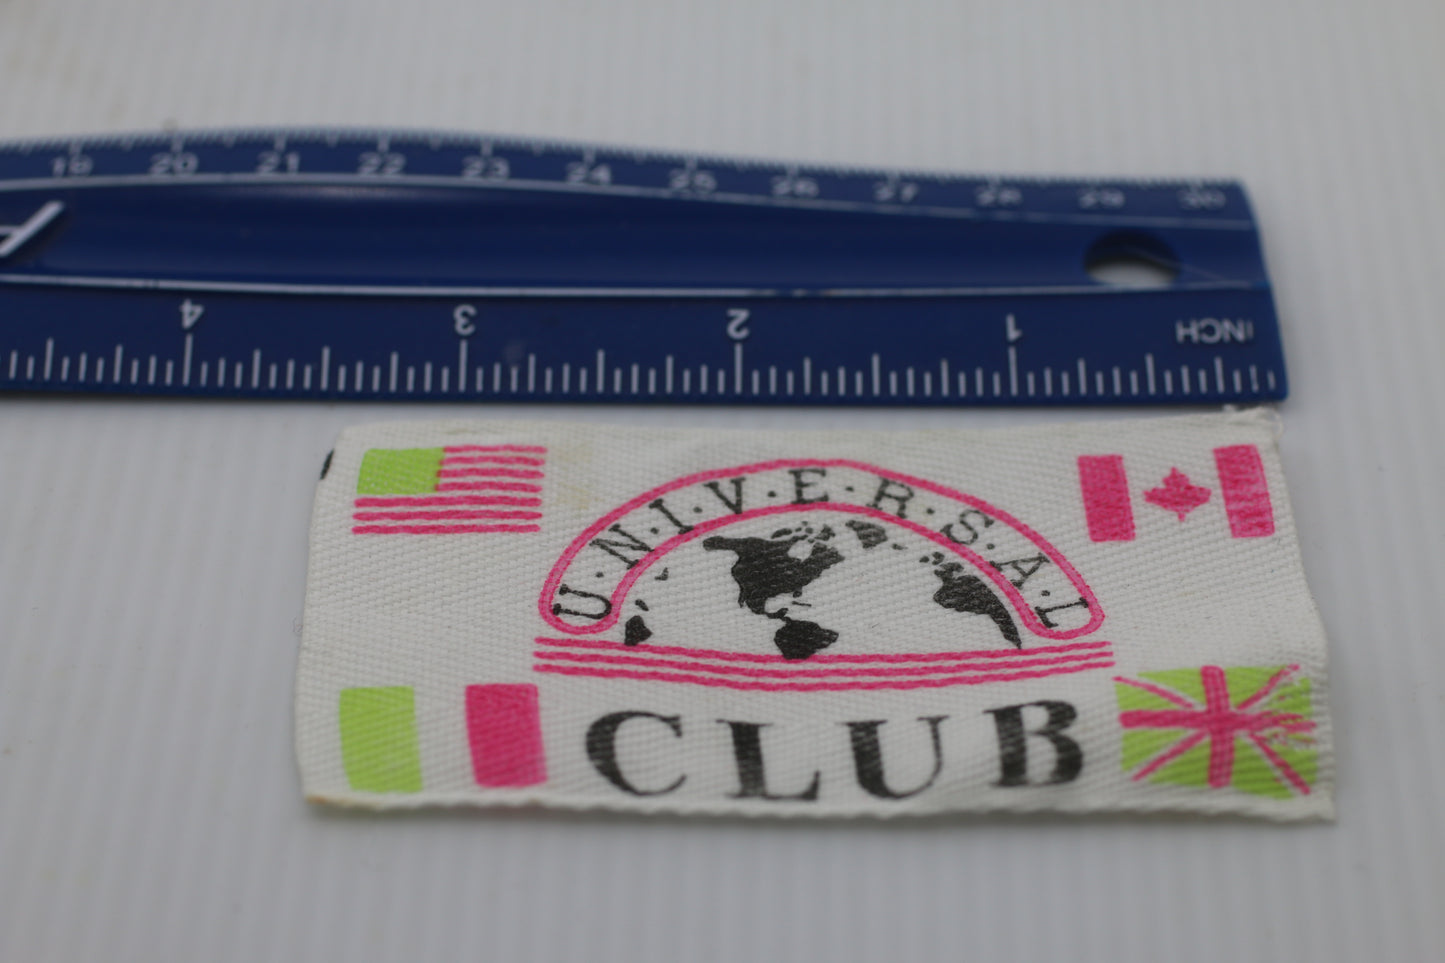 19 20 21 22 23 24 25 26 27 28 29 30
4 3 2 1 INCH
U·N·I·V·E·R·S·A·L
CLUB